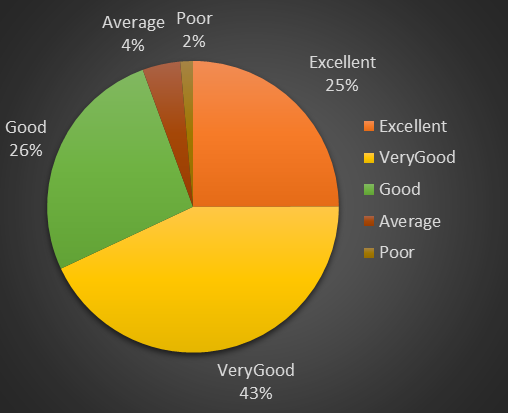 Poor
2%
Average
4%
Excellent
25%
Good
26%
VeryGood
43%
Excellent
VeryGood
Good
Average
Poor